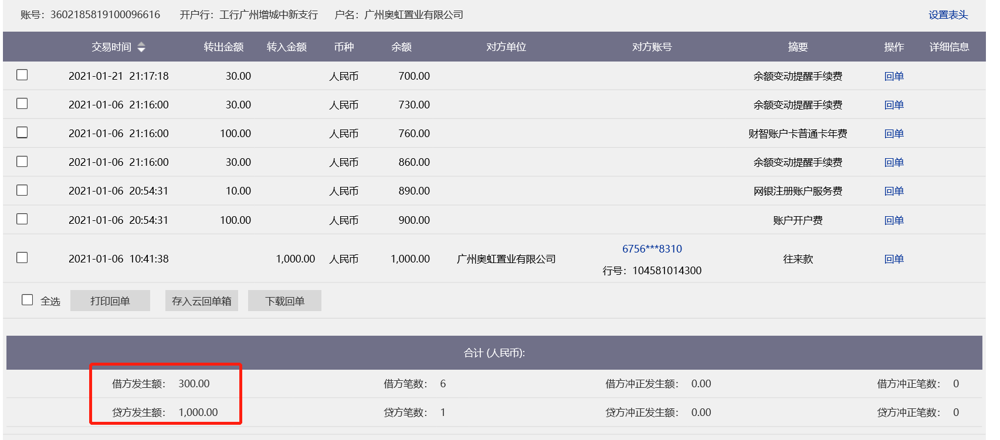 账号：3602185819100096616 开户行：工行广州增城中新支行 户名：广州奥虹置业有限公司 设置表头
交易时间 转出金额 转入金额 币种 余额 对方单位 对方账号 摘要 操作 详细信息
2021-01-21 21:17:18 30.00 人民币 700.00 余额变动提醒手续费 回单
2021-01-06 21:16:00 30.00 人民币 730.00 余额变动提醒手续费 回单
2021-01-06 21:16:00 100.00 人民币 760.00 财智账户卡普通卡年费 回单
2021-01-06 21:16:00 30.00 人民币 860.00 余额变动提醒手续费 回单
2021-01-06 20:54:31 10.00 人民币 890.00 网银注册账户服务费 回单
2021-01-06 20:54:31 100.00 人民币 900.00 账户开户费 回单
6756***8310
2021-01-06 10:41:38 1,000.00 人民币 1,000.00 广州奥虹置业有限公司 往来款 回单
行号：104581014300
全选 打印回单 存入云回单箱 下载回单
合计 (人民币):
借方发生额： 300.00 借方笔数： 6 借方冲正发生额： 0.00 借方冲正笔数： 0
贷方发生额： 1,000.00 贷方笔数： 1 贷方冲正发生额： 0.00 贷方冲正笔数： 0